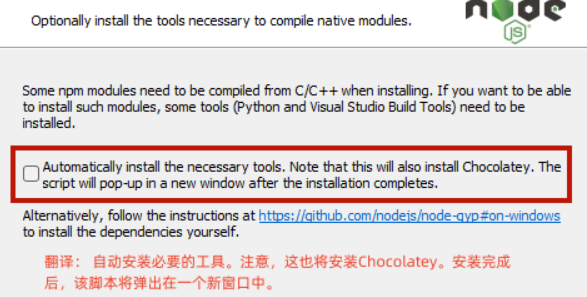 Optionally install the tools necessary to compile native modules.
node
JS
Some npm modules need to be compiled from C/C++ when installing. If you want to be able
to install such modules, some tools (Python and Visual Studio Build Tools) need to be
installed.
Automatically install the necessary tools. Note that this will also install Chocolatey. The
script will pop-up in a new window after the installation completes.
Alternatively, follow the instructions at https://github.com/nodejs/node-gyp#on-windows
to install the dependencies yourself.
翻译： 自动安装必要的工具。注意，这也将安装Chocolatey。安装完成
后，该脚本将弹出在一个新窗口中。